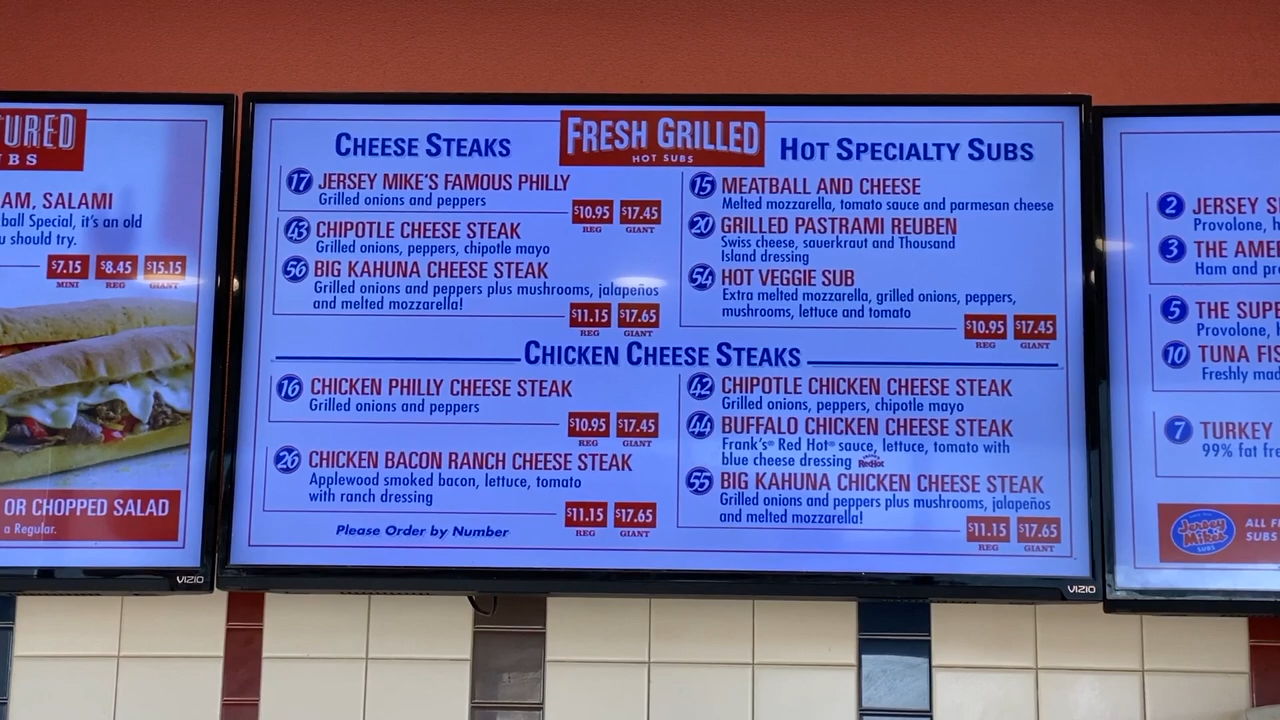 TURED
UBS
AM, SALAMI
ball Special, it's an old
u should try.
$7.15 $8.45 $15.15
MINI REG GIANT
OR CHOPPED SALAD
a Regular.
VIZIO
FRESH GRILLED
HOT SUBS
CHEESE STEAKS
17 JERSEY MIKE'S FAMOUS PHILLY
Grilled onions and peppers
$10.95 $17.45
REG GIANT
43 CHIPOTLE CHEESE STEAK
Grilled onions, peppers, chipotle mayo
56 BIG KAHUNA CHEESE STEAK
Grilled onions and peppers plus mushrooms, jalapeños
and melted mozzarella!
$11.15 $17.65
REG GIANT
HOT SPECIALTY SUBS
15 MEATBALL AND CHEESE
Melted mozzarella, tomato sauce and parmesan cheese
20 GRILLED PASTRAMI REUBEN
Swiss cheese, sauerkraut and Thousand
Island dressing
54 HOT VEGGIE SUB
Extra melted mozzarella, grilled onions, peppers,
mushrooms, lettuce and tomato
$10.95 $17.45
REG GIANT
CHICKEN CHEESE STEAKS
16 CHICKEN PHILLY CHEESE STEAK
Grilled onions and peppers
$10.95 $17.45
REG GIANT
26 CHICKEN BACON RANCH CHEESE STEAK
Applewood smoked bacon, lettuce, tomato
with ranch dressing
$11.15 $17.65
REG GIANT
Please Order by Number
42 CHIPOTLE CHICKEN CHEESE STEAK
Grilled onions, peppers, chipotle mayo
44 BUFFALO CHICKEN CHEESE STEAK
Frank's® Red Hot® sauce, lettuce, tomato with
blue cheese dressing RedHot
55 BIG KAHUNA CHICKEN CHEESE STEAK
Grilled onions and peppers plus mushrooms, jalapeños
and melted mozzarella!
$11.15 $17.65
REG GIANT
VIZIO
2 JERSEY S
Provolone, h
3 THE AME
Ham and pro
5 THE SUPE
Provolone, h
10 TUNA FIS
Freshly mad
7 TURKEY
99% fat fre
Jersey Mike's SUBS
ALL F
SUBS